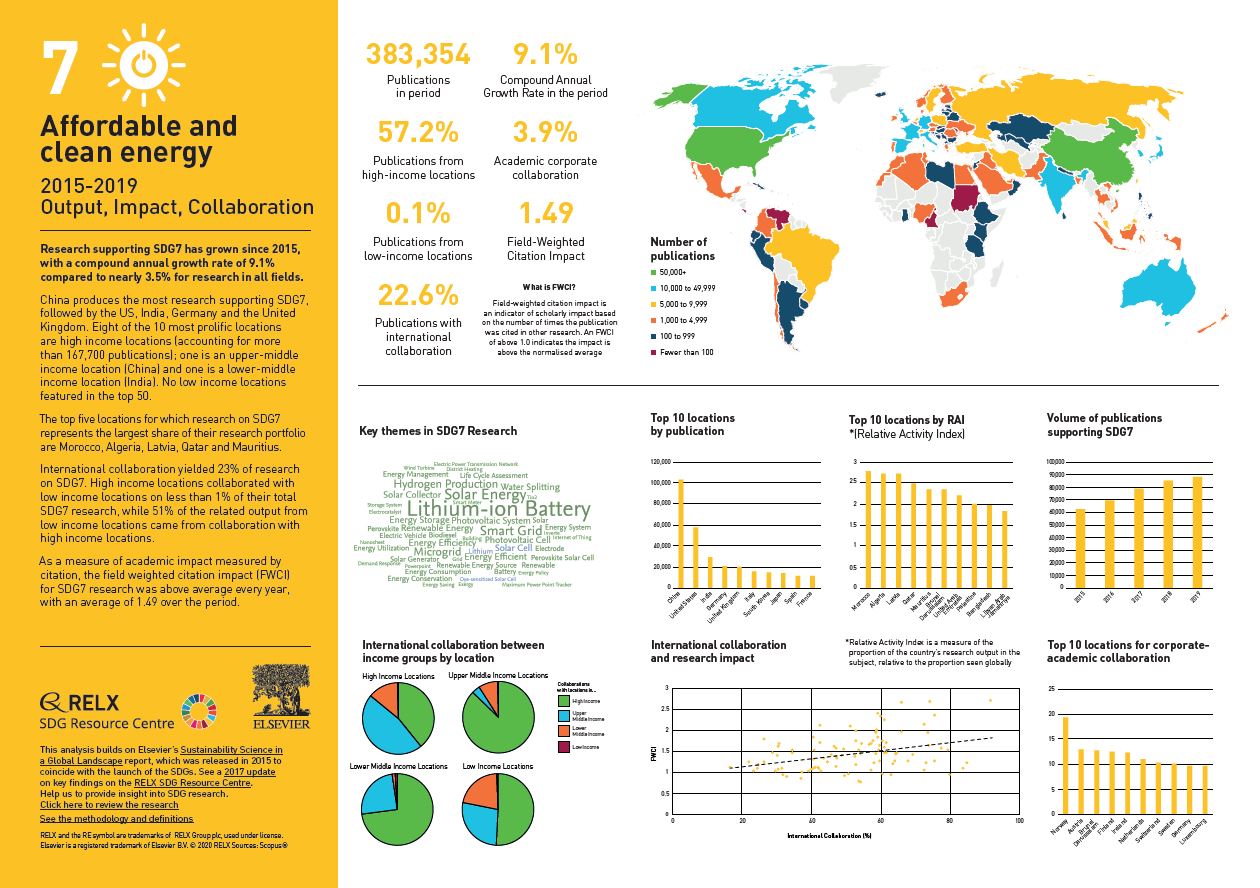 7
Affordable and
clean energy
2015-2019
Output, Impact, Collaboration
Research supporting SDG7 has grown since 2015,
with a compound annual growth rate of 9.1%
compared to nearly 3.5% for research in all fields.
China produces the most research supporting SDG7,
followed by the US, India, Germany and the United
Kingdom. Eight of the 10 most prolific locations
are high income locations (accounting for more
than 167,700 publications); one is an upper-middle
income location (China) and one is a lower-middle
income location (India). No low income locations
featured in the top 50.
The top five locations for which research on SDG7
represents the largest share of their research portfolio
are Morocco, Algeria, Latvia, Qatar and Mauritius.
International collaboration yielded 23% of research
on SDG7. High income locations collaborated with
low income locations on less than 1% of their total
SDG7 research, while 51% of the related output from
low income locations came from collaboration with
high income locations.
As a measure of academic impact measured by
citation, the field weighted citation impact (FWCI)
for SDG7 research was above average every year,
with an average of 1.49 over the period.
RELX
SDG Resource Centre
ELSEVIER
This analysis builds on Elsevier's Sustainability Science in
a Global Landscape report, which was released in 2015 to
coincide with the launch of the SDGs. See a 2017 update
on key findings on the RELX SDG Resource Centre.
Help us to provide insight into SDG research.
Click here to review the research
See the methodology and definitions
RELX and the RE symbol are trademarks of RELX Group plc, used under license.
Elsevier is a registered trademark of Elsevier B.V. © 2020 RELX Sources: Scopus®
383,354
Publications
in period
9.1%
Compound Annual
Growth Rate in the period
57.2%
Publications from
high-income locations
3.9%
Academic corporate
collaboration
0.1%
Publications from
low-income locations
1.49
Field-Weighted
Citation Impact
22.6%
Publications with
international
collaboration
What is FWCI?
Field-weighted citation impact is
an indicator of scholarly impact based
on the number of times the publication
was cited in other research. An FWCI
of above 1.0 indicates the impact is
above the normalised average
Number of
publications
50,000+
10,000 to 49,999
5,000 to 9,999
1,000 to 4,999
100 to 999
Fewer than 100
Key themes in SDG7 Research
Electric Power Transmission Network
Wind Turbine District Heating
Energy Management Life Cycle Assessment
Hydrogen Production Water Splitting
Solar Collector Solar Energy Tio2
Storage System Smart Meter
Electrocatalyst Lithium-ion Battery
Energy Storage Photovoltaic System Solar
Perovskite Renewable Energy Smart Grid Energy System
Electric Vehicle Biodiesel Inverter
Building Photovoltaic Cell Internet of Thing
Nanosheet Energy Efficiency
Energy Utilization Microgrid Lithium Solar Cell Electrode
Solar Generator Grid Energy Efficient Perovskite Solar Cell
Demand Response Powerpoint Renewable Energy Source Renewable
Energy Consumption Battery Energy Policy
Energy Conservation Dye-sensitized Solar Cell
Energy Saving Exergy Maximum Power Point Tracker
Top 10 locations
by publication
120,000
100,000
80,000
60,000
40,000
20,000
0
China
United States
India
Germany
United Kingdom
Italy
South Korea
Japan
Spain
France
Top 10 locations by RAI
*(Relative Activity Index)
3
2.5
2
1.5
1
0.5
0
Morocco
Algeria
Latvia
Qatar
Mauritius
Brunei
Darussalam
United Arab
Emirates
Palestine
Bangladesh
Libyan Arab
Jamahiriya
Volume of publications
supporting SDG7
100,000
90,000
80,000
70,000
60,000
50,000
40,000
30,000
20,000
10,000
0
2015
2016
2017
2018
2019
International collaboration between
income groups by location
High Income Locations
Upper Middle Income Locations
Lower Middle Income Locations
Low Income Locations
Collaborations
with locations in...
High Income
Upper
Middle Income
Lower
Middle Income
Low Income
International collaboration
and research impact
*Relative Activity Index is a measure of the
proportion of the country's research output in the
subject, relative to the proportion seen globally
3
2.5
2
1.5
1
0.5
0
FWCI
0
20
40
60
80
100
International Collaboration (%)
Top 10 locations for corporate-
academic collaboration
25
20
15
10
5
0
Norway
Austria
Brunei
Darussalam
Finland
Ireland
Netherlands
Switzerland
Sweden
Germany
Luxembourg